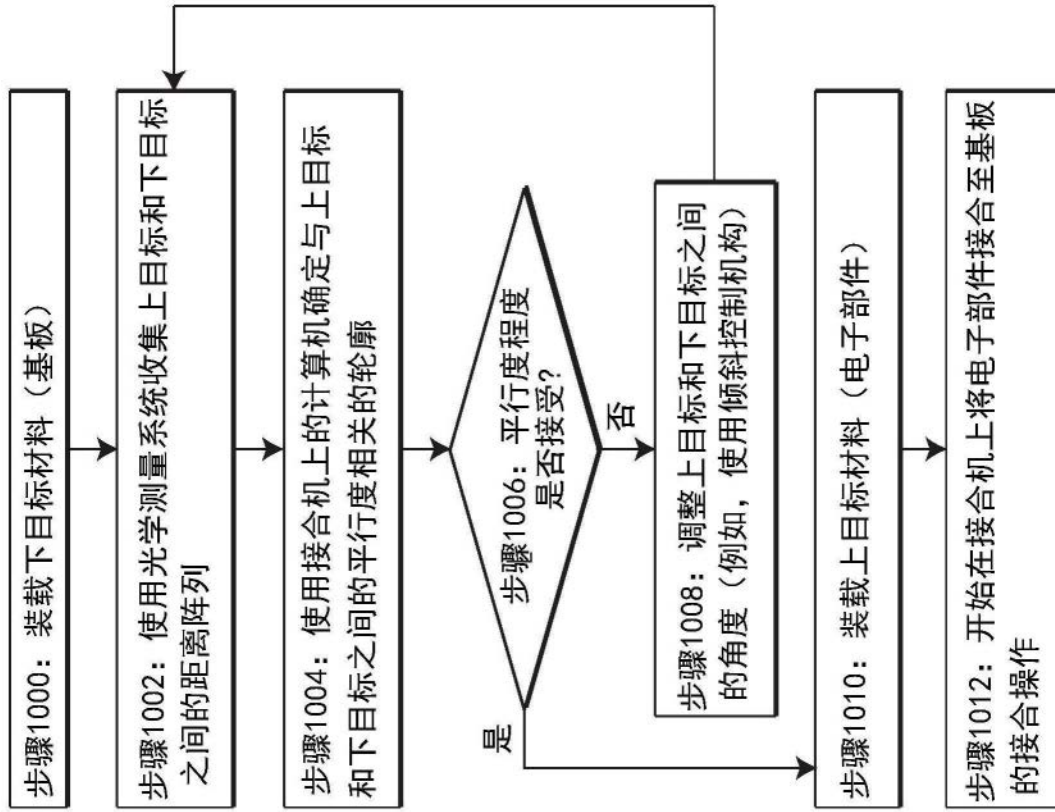 步骤1000：装载下目标材料（基板）
步骤1002：使用光学测量系统收集上目标和下目标
之间的距离阵列
步骤1004：使用接合机上的计算机确定与上目标
和下目标之间的平行度相关的轮廓
步骤1006：平行度程度
是否接受？
是
否
步骤1008：调整上目标和下目标之间
的角度（例如，使用倾斜控制机构）
步骤1010：装载上目标材料（电子部件）
步骤1012：开始在接合机上将电子部件接合至基板
的接合操作